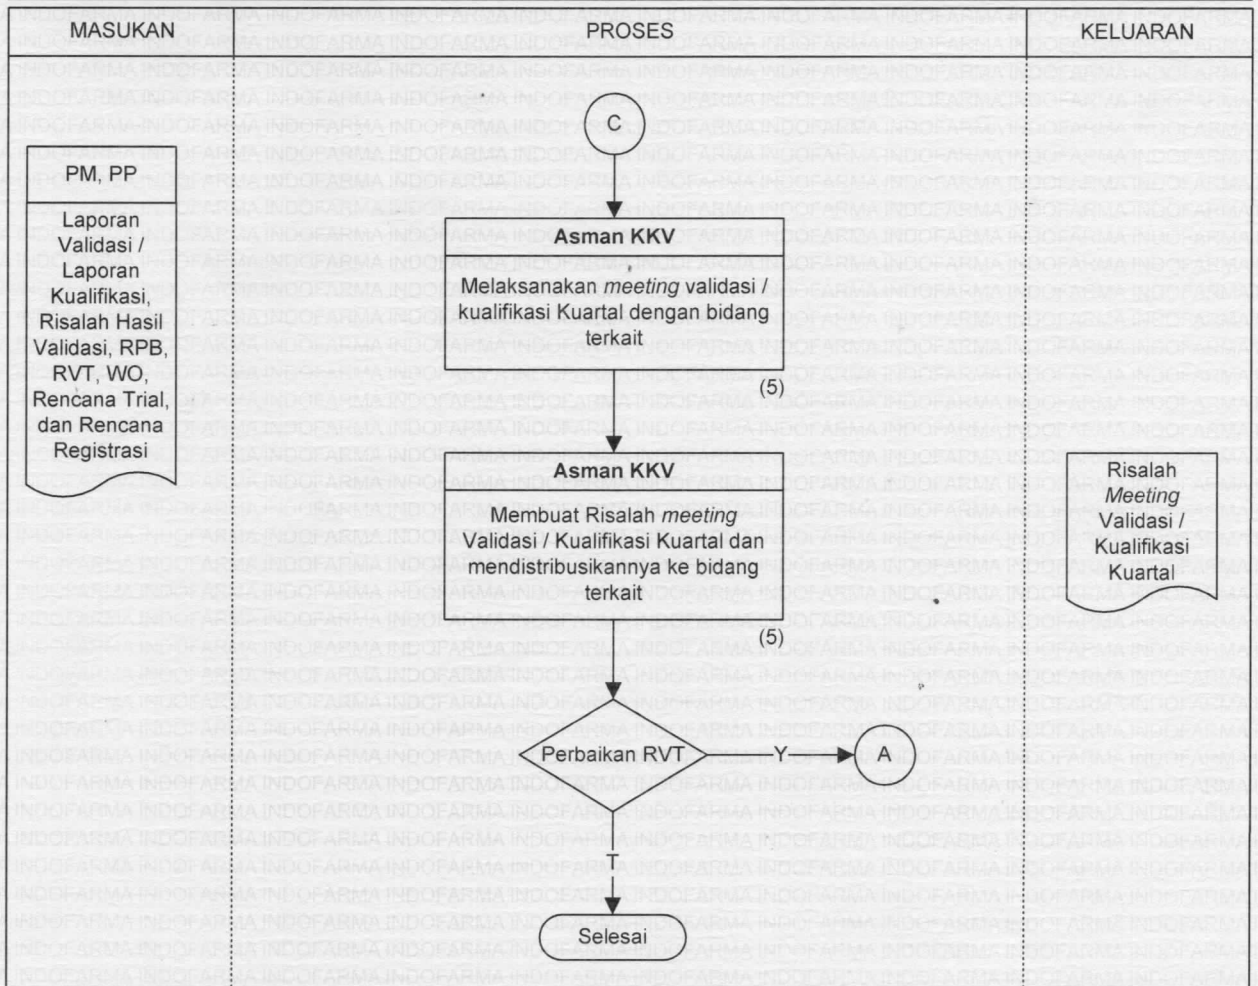 MASUKAN
PROSES
KELUARAN
C
PM, PP
Laporan
Validasi /
Laporan
Kualifikasi,
Risalah Hasil
Validasi, RPB,
RVT, WO,
Rencana Trial,
dan Rencana
Registrasi
Asman KKV
Melaksanakan meeting validasi /
kualifikasi Kuartal dengan bidang
terkait
(5)
Asman KKV
Membuat Risalah meeting
Validasi / Kualifikasi Kuartal dan
mendistribusikannya ke bidang
terkait
(5)
Risalah
Meeting
Validasi /
Kualifikasi
Kuartal
Perbaikan RVT
Y
A
T
Selesai